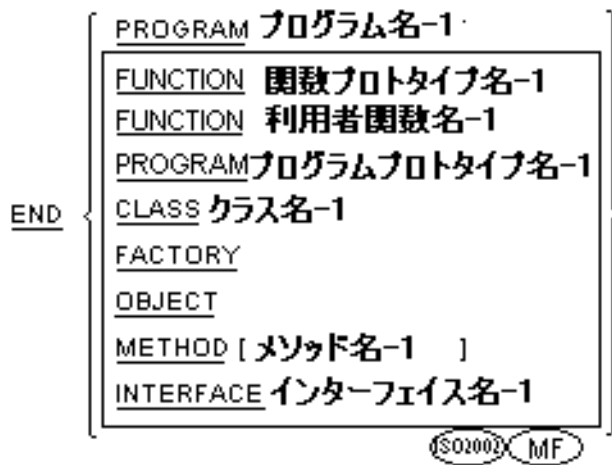 PROGRAM プログラム名-1
FUNCTION 関数プロトタイプ名-1
FUNCTION 利用者関数名-1
PROGRAMプログラムプロトタイプ名-1
END
CLASS クラス名-1
FACTORY
OBJECT
METHOD [ メソッド名-1 ]
INTERFACE インターフェイス名-1
ISO2002 MF